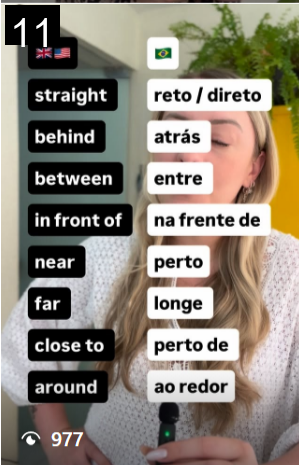 11
straight reto / direto
behind atrás
between entre
in front of na frente de
near perto
far longe
close to perto de
around ao redor
977